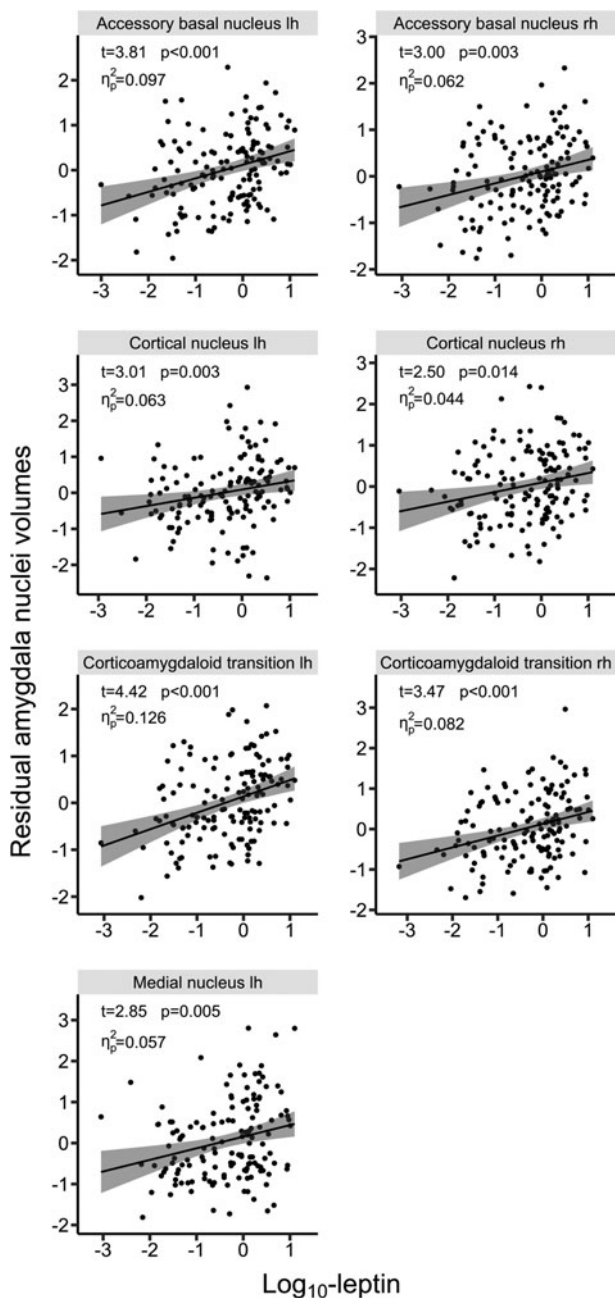 Accessory basal nucleus lh
t=3.81 p<0.001
η²ₚ=0.097
2
1
0
-1
-2
-3 -2 -1 0 1
Accessory basal nucleus rh
t=3.00 p=0.003
η²ₚ=0.062
3
2
1
0
-1
-2
-3 -2 -1 0 1
Cortical nucleus lh
t=3.01 p=0.003
η²ₚ=0.063
3
2
1
0
-1
-2
-3 -2 -1 0 1
Cortical nucleus rh
t=2.50 p=0.014
η²ₚ=0.044
3
2
1
0
-1
-2
-3 -2 -1 0 1
Corticoamygdaloid transition lh
t=4.42 p<0.001
η²ₚ=0.126
2
1
0
-1
-2
-3 -2 -1 0 1
Corticoamygdaloid transition rh
t=3.47 p<0.001
η²ₚ=0.082
3
2
1
0
-1
-2
-3 -2 -1 0 1
Medial nucleus lh
t=2.85 p=0.005
η²ₚ=0.057
3
2
1
0
-1
-2
-3 -2 -1 0 1
Residual amygdala nuclei volumes
Log₁₀-leptin